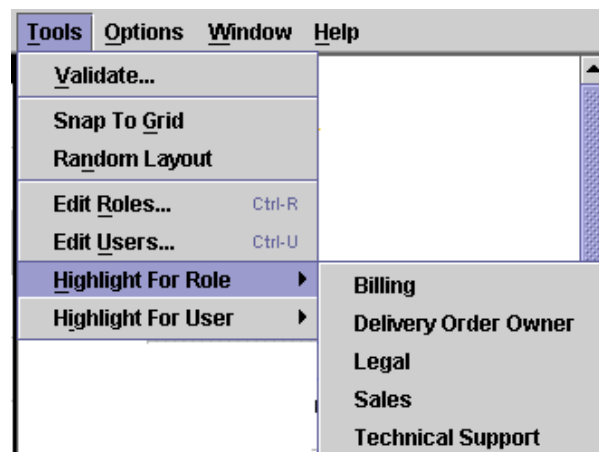 Tools Options Window Help
Validate...
Snap To Grid
Random Layout
Edit Roles... Ctrl-R
Edit Users... Ctrl-U
Highlight For Role
Highlight For User
Billing
Delivery Order Owner
Legal
Sales
Technical Support